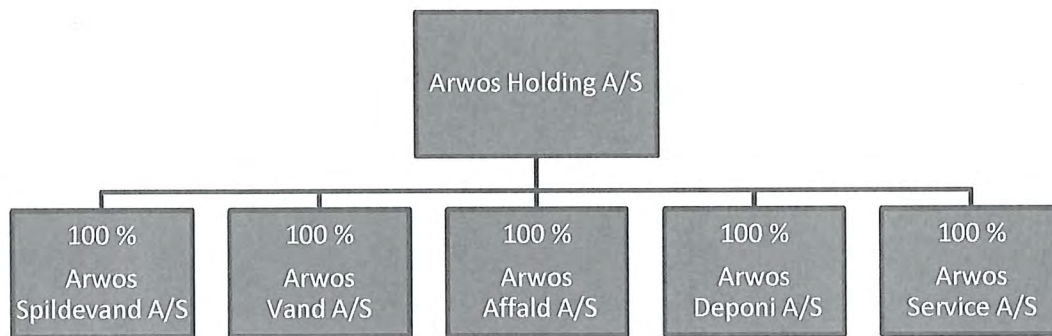 Arwos Holding A/S
100 %
Arwos
Spildevand A/S
100 %
Arwos
Vand A/S
100 %
Arwos
Affald A/S
100 %
Arwos
Deponi A/S
100 %
Arwos
Service A/S